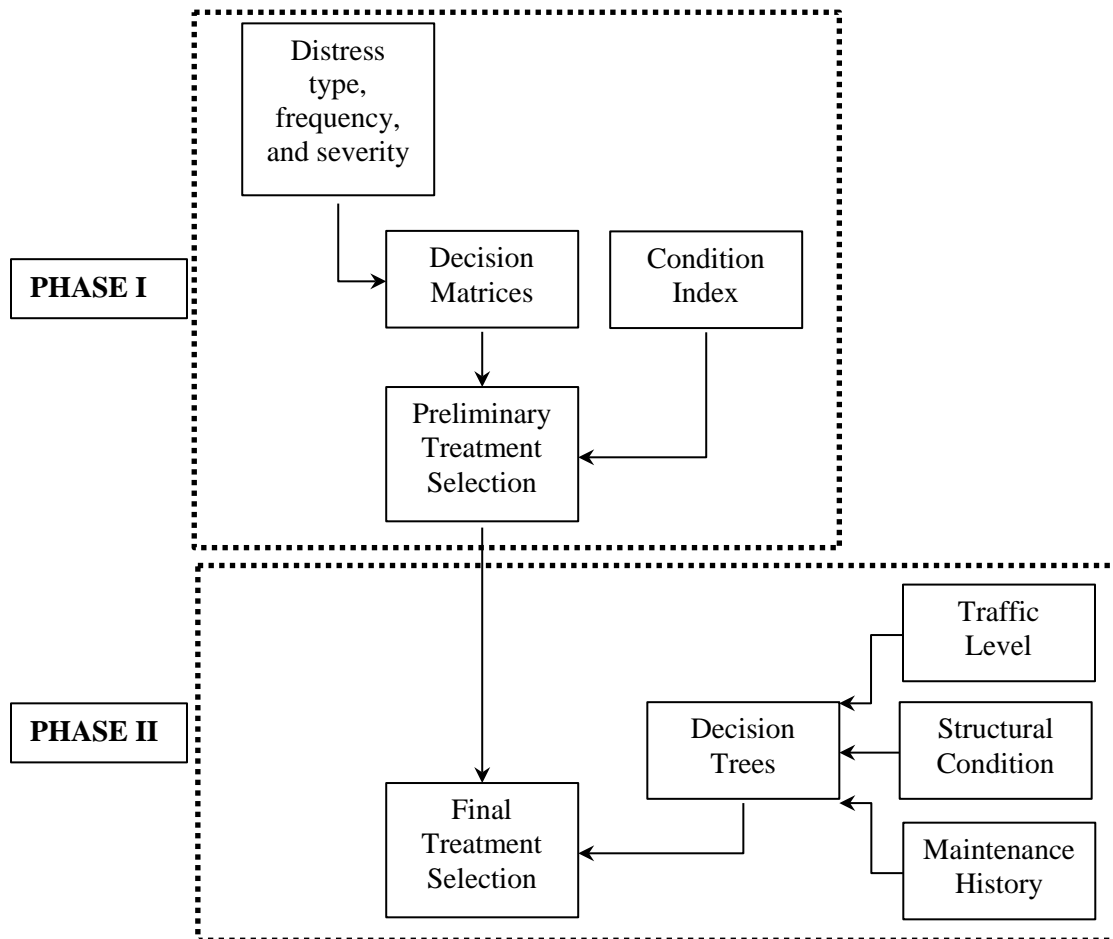 Distress
type,
frequency,
and severity
PHASE I
Decision
Matrices
Condition
Index
Preliminary
Treatment
Selection
Traffic
Level
PHASE II
Decision
Trees
Structural
Condition
Final
Treatment
Selection
Maintenance
History